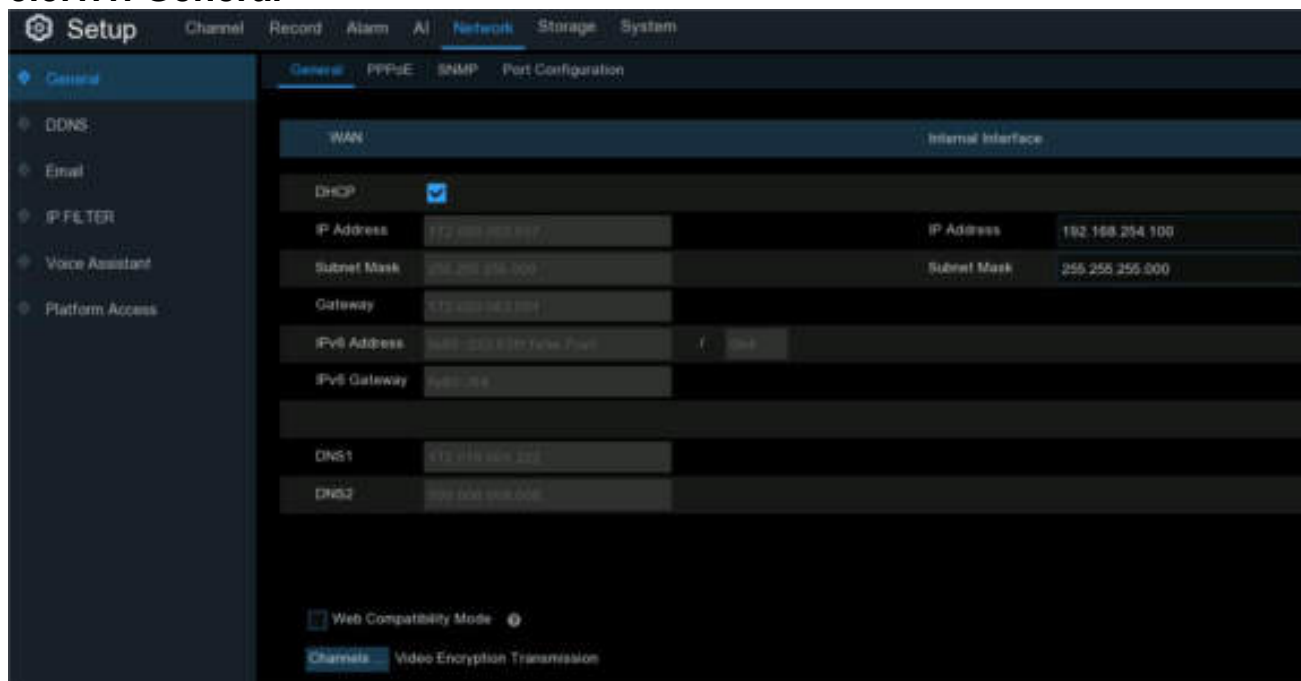 Setup Channel Record Alarm AI Network Storage System
General PPPoE SNMP Port Configuration
General
DDNS
Email
IP FILTER
Voice Assistant
Platform Access
WAN Internal Interface
DHCP
IP Address IP Address 192.168.254.100
Subnet Mask Subnet Mask 255.255.255.000
Gateway
IPv6 Address /
IPv6 Gateway
DNS1
DNS2
Web Compatibility Mode
Channels... Video Encryption Transmission